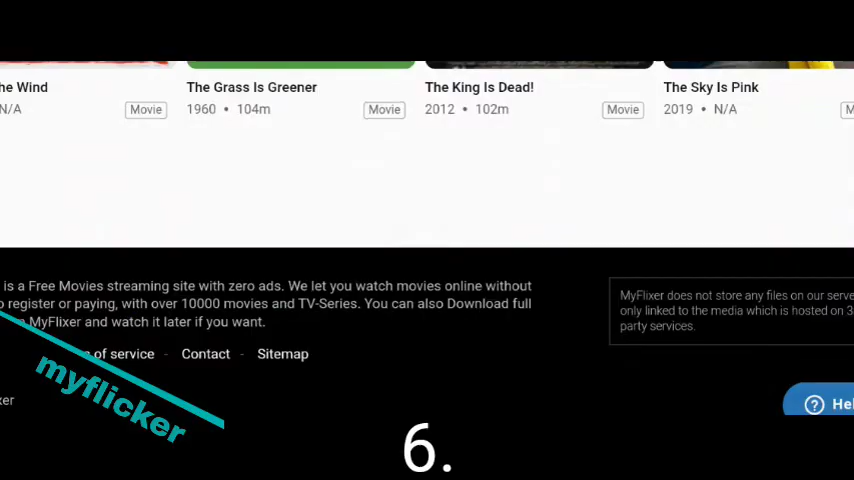 he Wind
The Grass Is Greener
The King Is Dead!
The Sky Is Pink
N/A
Movie
1960 • 104m
Movie
2012 • 102m
Movie
2019 • N/A
M
is a Free Movies streaming site with zero ads. We let you watch movies online without
o register or paying, with over 10000 movies and TV-Series. You can also Download full
MyFlixer and watch it later if you want.
MyFlixer does not store any files on our serve
only linked to the media which is hosted on 3
party services.
of service - Contact - Sitemap
xer
myflicker
Hel
6.